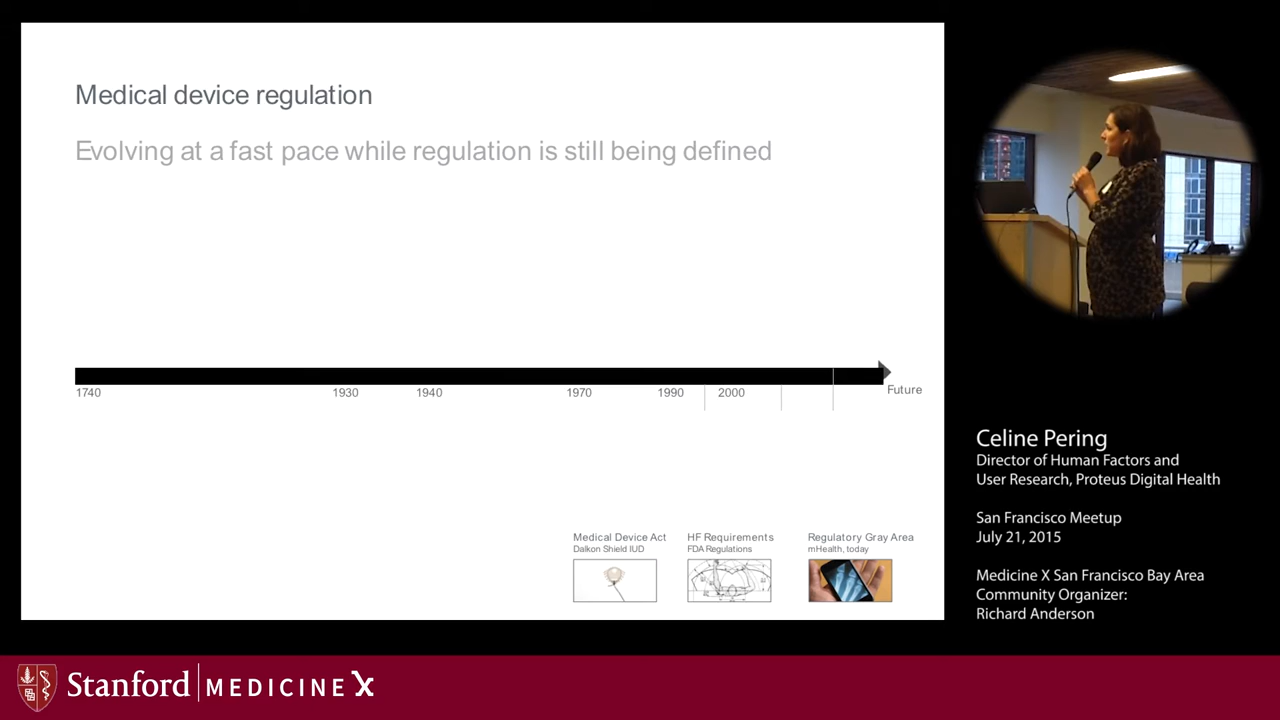 Medical device regulation
Evolving at a fast pace while regulation is still being defined
1740
1930
1940
1970
1990
2000
Future
Medical Device Act
Dalkon Shield IUD
HF Requirements
FDA Regulations
Regulatory Gray Area
mHealth, today
Celine Pering
Director of Human Factors and
User Research, Proteus Digital Health
San Francisco Meetup
July 21, 2015
Medicine X San Francisco Bay Area
Community Organizer:
Richard Anderson
Stanford MEDICINE X